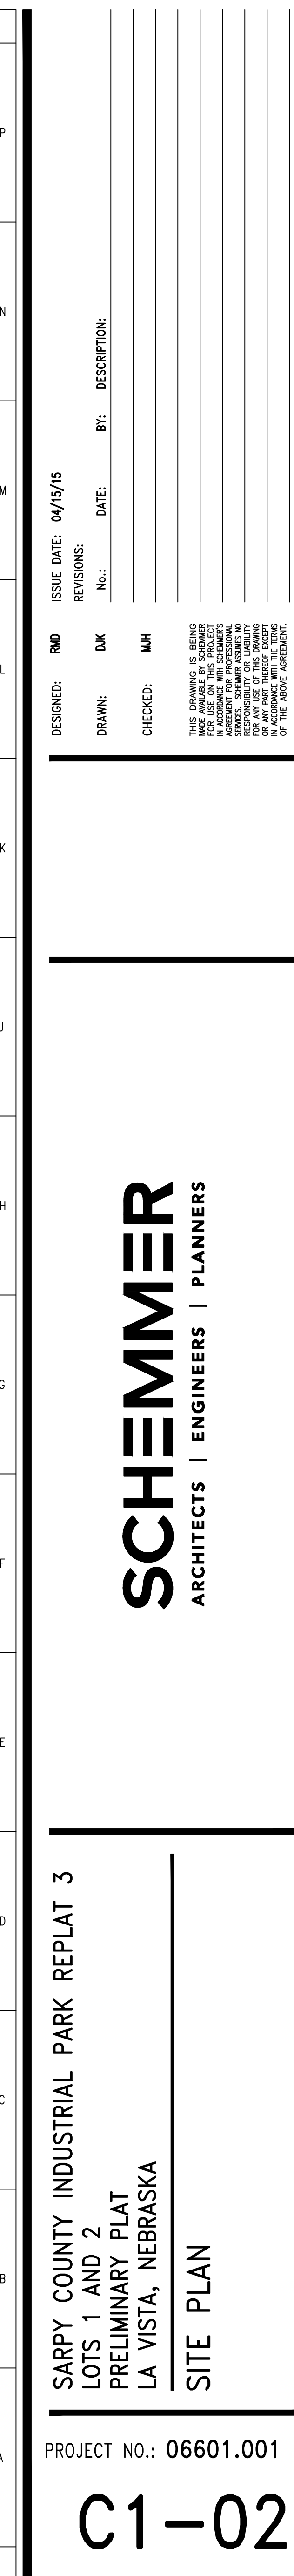 P
N
M
L
K
J
H
G
F
E
D
C
B
A
DESIGNED: RMD
DRAWN: DJK
CHECKED: MJH
ISSUE DATE: 04/15/15
REVISIONS:
No.: DATE: BY: DESCRIPTION:
THIS DRAWING IS BEING
MADE AVAILABLE BY SCHEMMER
FOR USE ON THIS PROJECT
IN ACCORDANCE WITH SCHEMMER'S
AGREEMENT FOR PROFESSIONAL
SERVICES. SCHEMMER ASSUMES NO
RESPONSIBILITY OR LIABILITY
FOR ANY USE OF THIS DRAWING
OR ANY PART THEREOF EXCEPT
IN ACCORDANCE WITH THE TERMS
OF THE ABOVE AGREEMENT.
SCHEMMER
ARCHITECTS | ENGINEERS | PLANNERS
SARPY COUNTY INDUSTRIAL PARK REPLAT 3
LOTS 1 AND 2
PRELIMINARY PLAT
LA VISTA, NEBRASKA
SITE PLAN
PROJECT NO.: 06601.001
C1-02